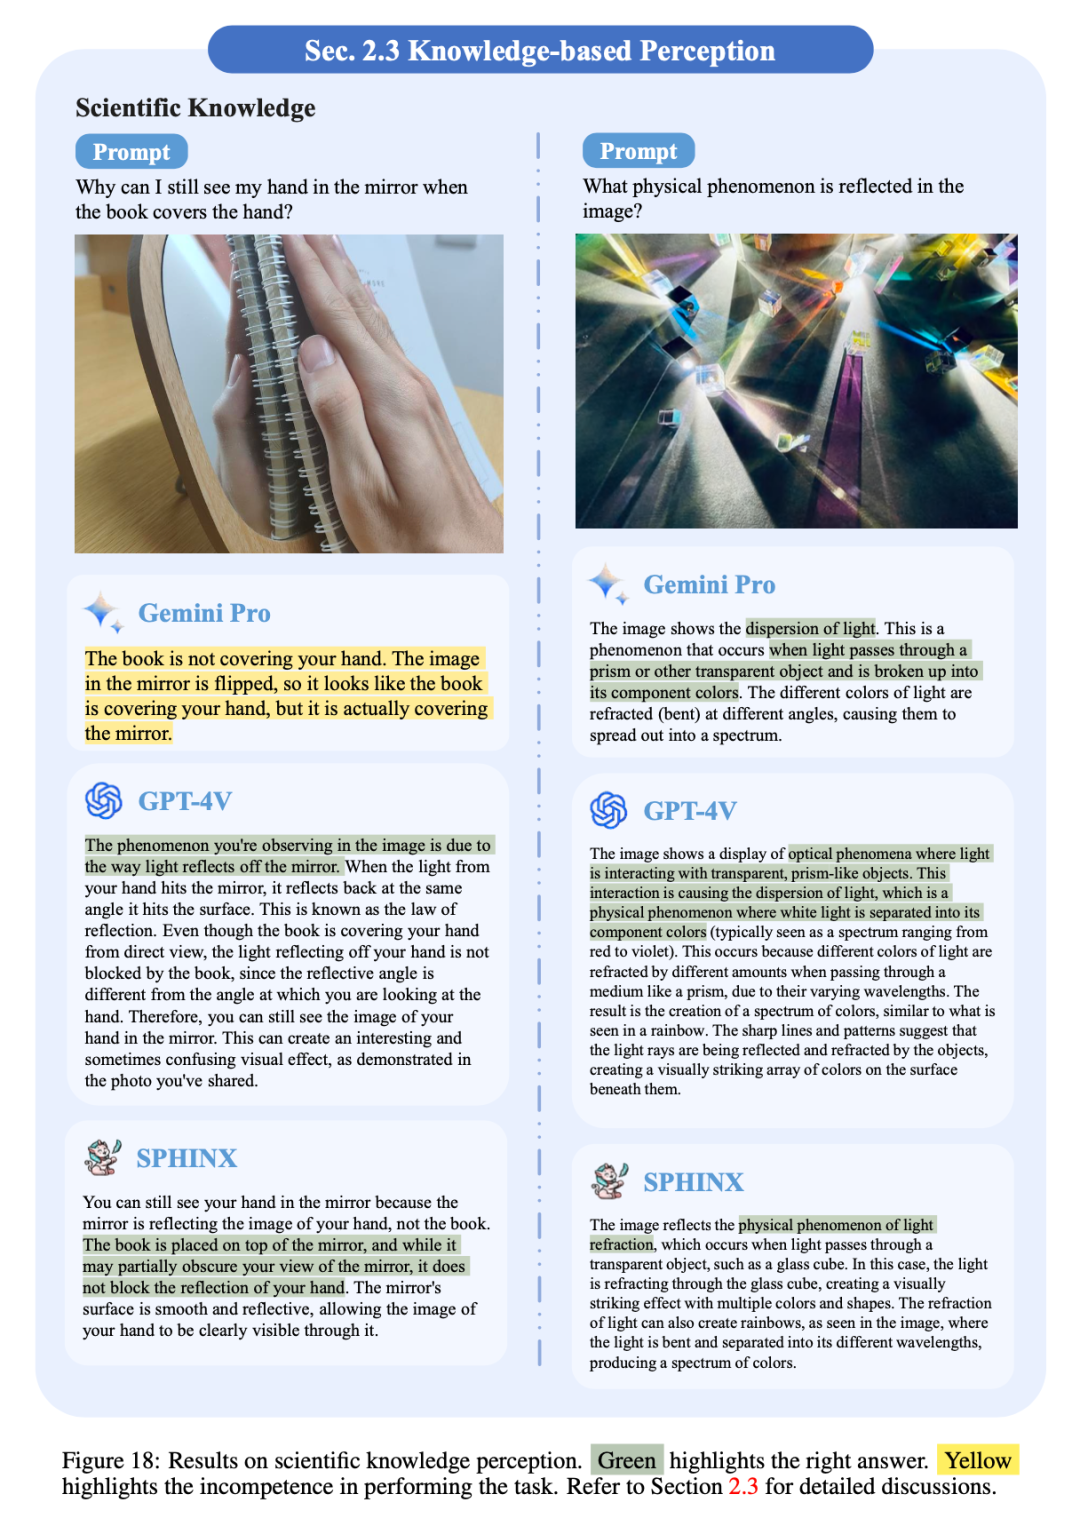 Sec. 2.3 Knowledge-based Perception
Scientific Knowledge
Prompt
Why can I still see my hand in the mirror when
the book covers the hand?
Gemini Pro
The book is not covering your hand. The image
in the mirror is flipped, so it looks like the book
is covering your hand, but it is actually covering
the mirror.
GPT-4V
The phenomenon you're observing in the image is due to
the way light reflects off the mirror. When the light from
your hand hits the mirror, it reflects back at the same
angle it hits the surface. This is known as the law of
reflection. Even though the book is covering your hand
from direct view, the light reflecting off your hand is not
blocked by the book, since the reflective angle is
different from the angle at which you are looking at the
hand. Therefore, you can still see the image of your
hand in the mirror. This can create an interesting and
sometimes confusing visual effect, as demonstrated in
the photo you've shared.
SPHINX
You can still see your hand in the mirror because the
mirror is reflecting the image of your hand, not the book.
The book is placed on top of the mirror, and while it
may partially obscure your view of the mirror, it does
not block the reflection of your hand. The mirror's
surface is smooth and reflective, allowing the image of
your hand to be clearly visible through it.
Prompt
What physical phenomenon is reflected in the
image?
Gemini Pro
The image shows the dispersion of light. This is a
phenomenon that occurs when light passes through a
prism or other transparent object and is broken up into
its component colors. The different colors of light are
refracted (bent) at different angles, causing them to
spread out into a spectrum.
GPT-4V
The image shows a display of optical phenomena where light
is interacting with transparent, prism-like objects. This
interaction is causing the dispersion of light, which is a
physical phenomenon where white light is separated into its
component colors (typically seen as a spectrum ranging from
red to violet). This occurs because different colors of light are
refracted by different amounts when passing through a
medium like a prism, due to their varying wavelengths. The
result is the creation of a spectrum of colors, similar to what is
seen in a rainbow. The sharp lines and patterns suggest that
the light rays are being reflected and refracted by the objects,
creating a visually striking array of colors on the surface
beneath them.
SPHINX
The image reflects the physical phenomenon of light
refraction, which occurs when light passes through a
transparent object, such as a glass cube. In this case, the light
is refracting through the glass cube, creating a visually
striking effect with multiple colors and shapes. The refraction
of light can also create rainbows, as seen in the image, where
the light is bent and separated into its different wavelengths,
producing a spectrum of colors.
Figure 18: Results on scientific knowledge perception. Green highlights the right answer. Yellow
highlights the incompetence in performing the task. Refer to Section 2.3 for detailed discussions.